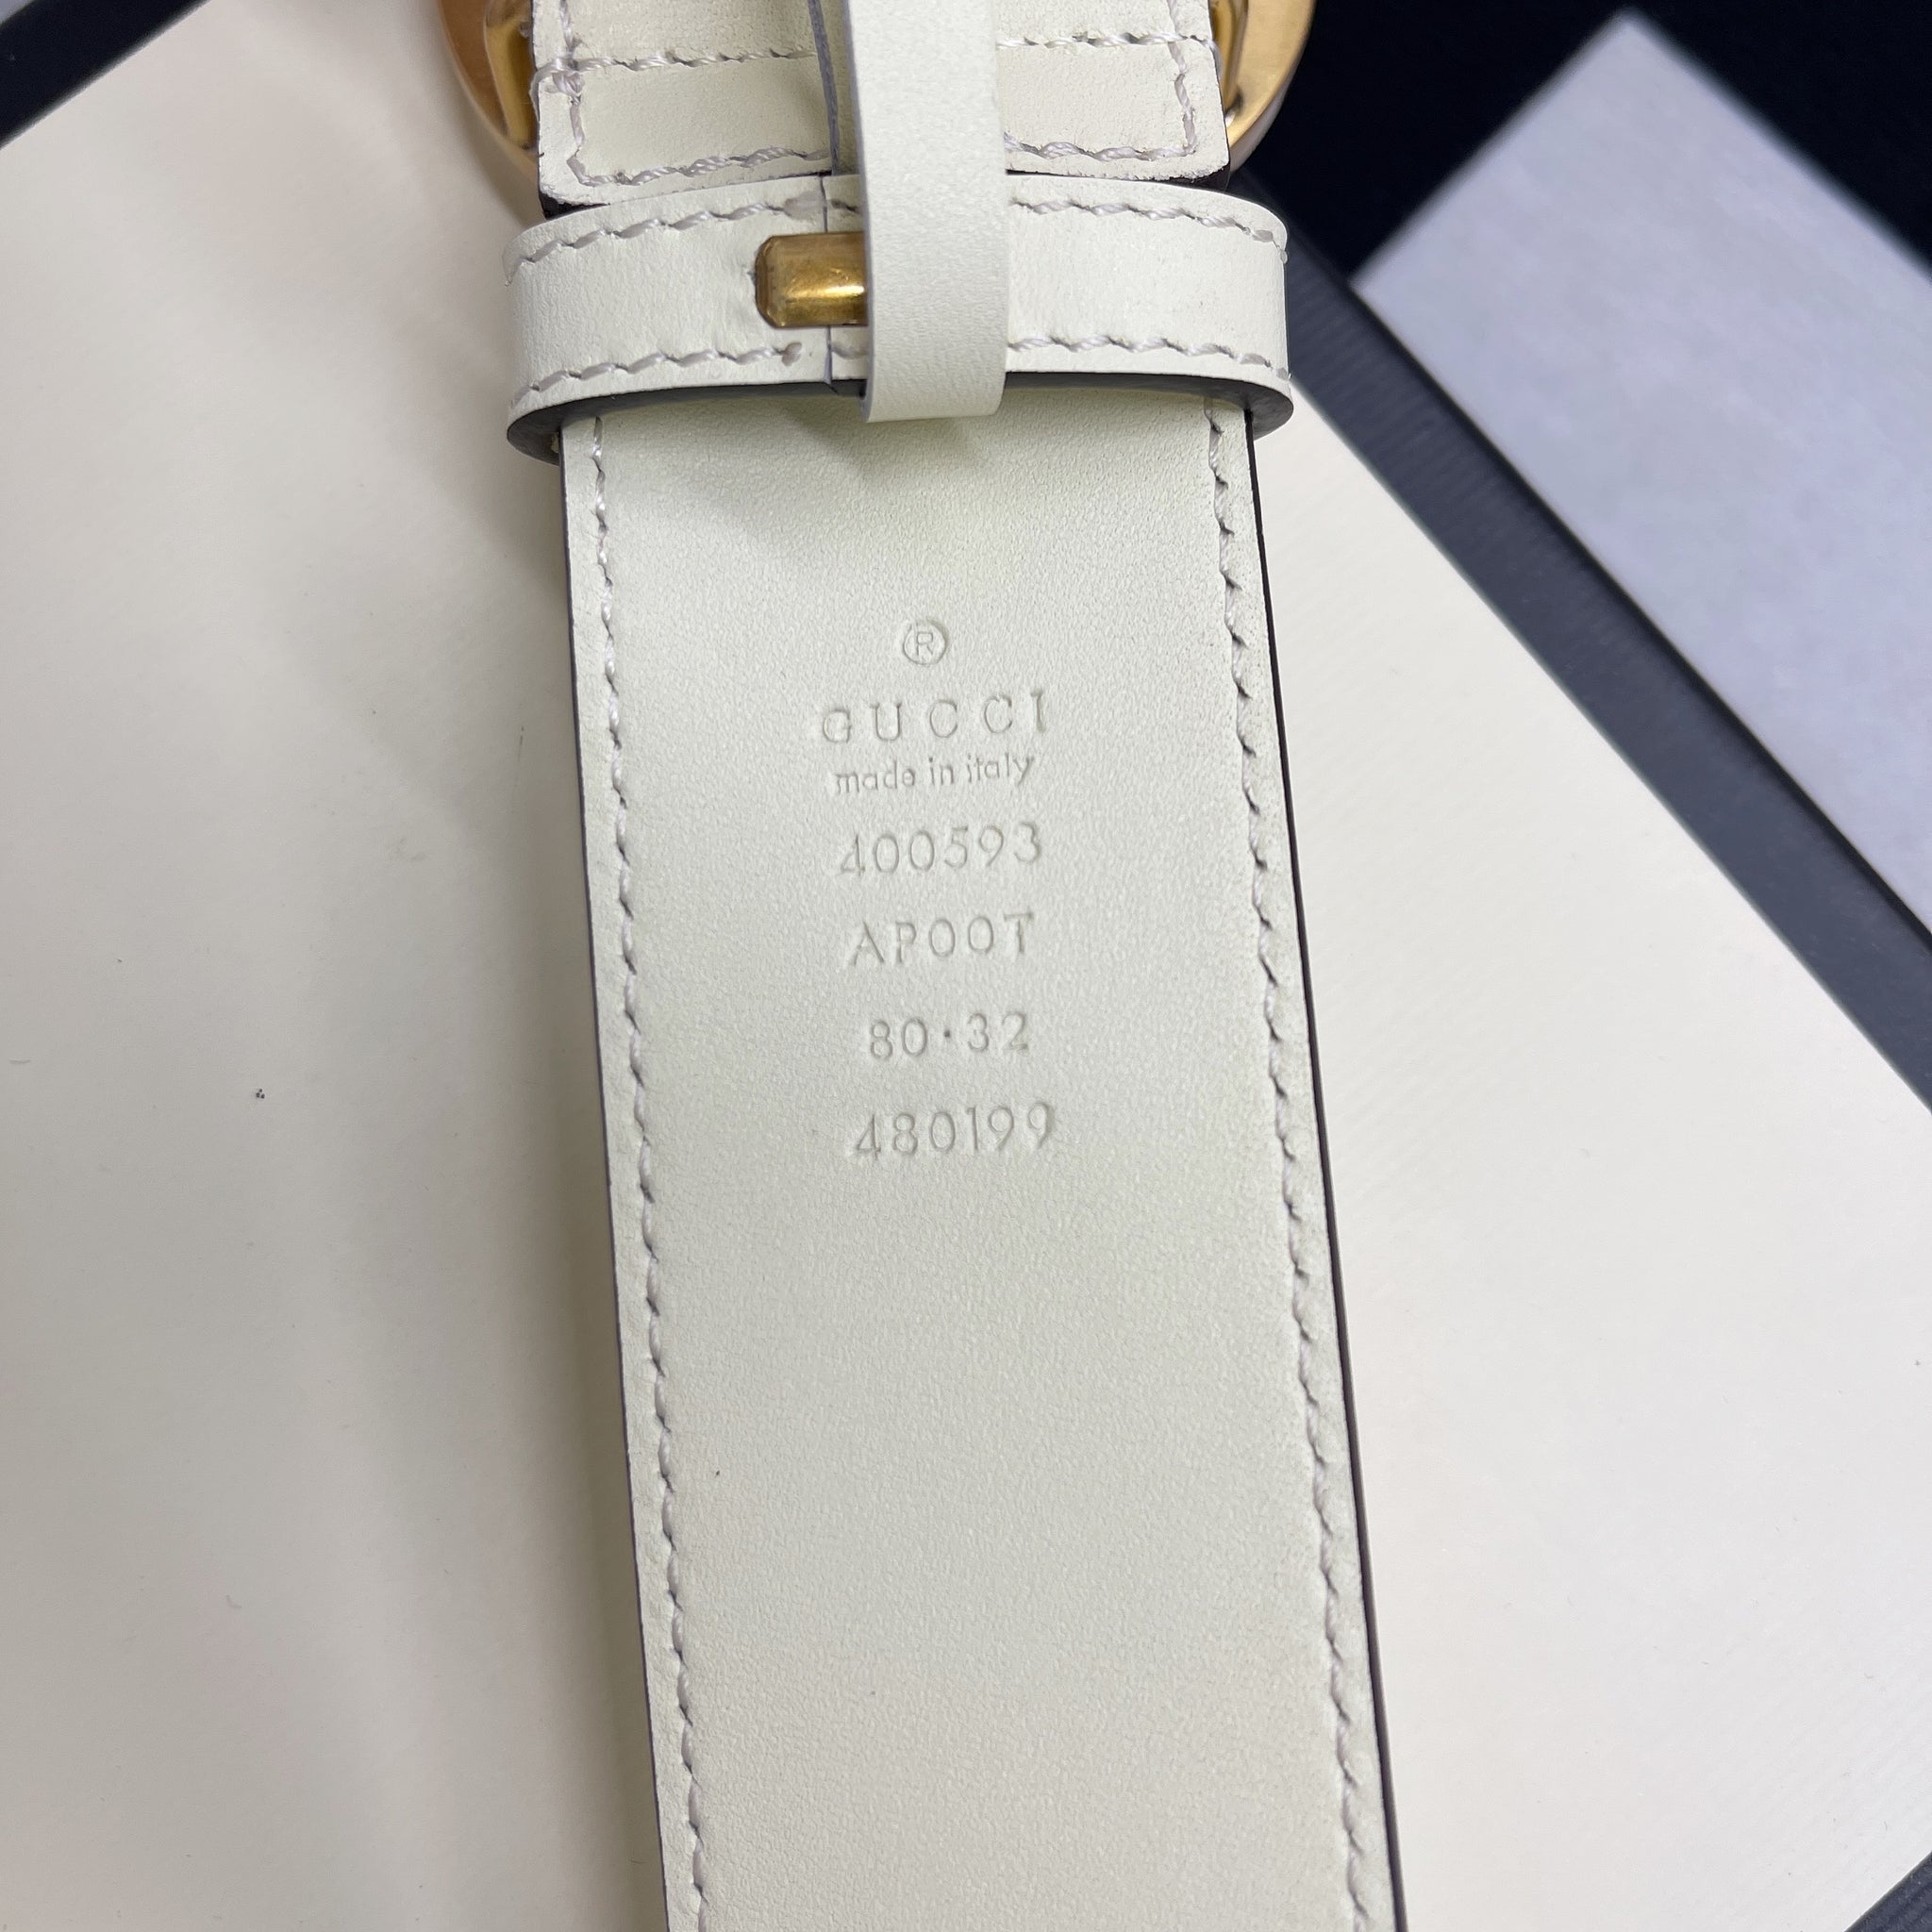 ®
GUCCI
made in italy
400593
AP00T
80·32
480199